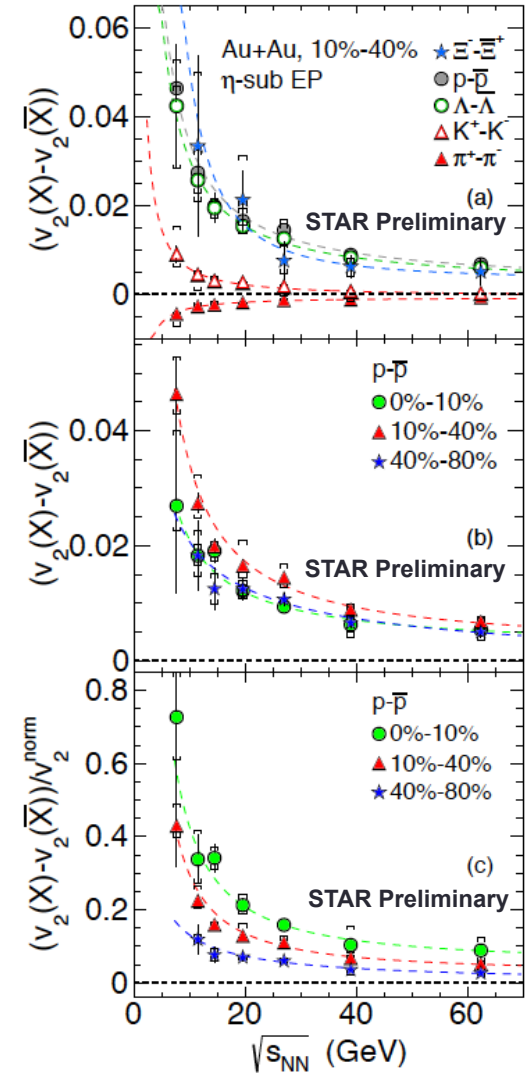 0.06
0.04
0.02
0
(v₂(X)-v₂(X̅))
Au+Au, 10%-40%
η-sub EP
Ξ⁻-Ξ̅⁺
p-p̅
Λ-Λ̅
K⁺-K⁻
π⁺-π⁻
(a)
STAR Preliminary
0.04
0.02
0
(v₂(X)-v₂(X̅))
p-p̅
0%-10%
10%-40%
40%-80%
(b)
STAR Preliminary
0.8
0.6
0.4
0.2
0
(v₂(X)-v₂(X̅))/v₂ⁿᵒʳᵐ
p-p̅
0%-10%
10%-40%
40%-80%
(c)
STAR Preliminary
0 20 40 60
√sNN (GeV)